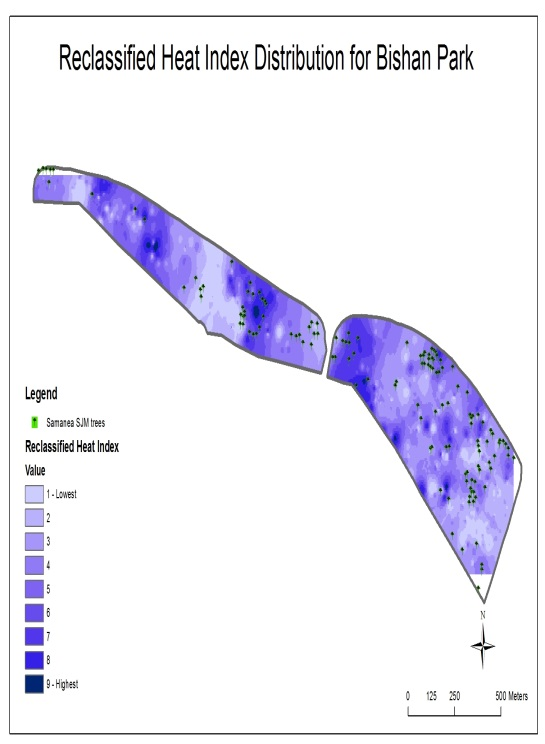 Reclassified Heat Index Distribution for Bishan Park
Legend
Samanea SJM trees
Reclassified Heat Index
Value
1 - Lowest
2
3
4
5
6
7
8
9 - Highest
N
0 125 250 500 Meters